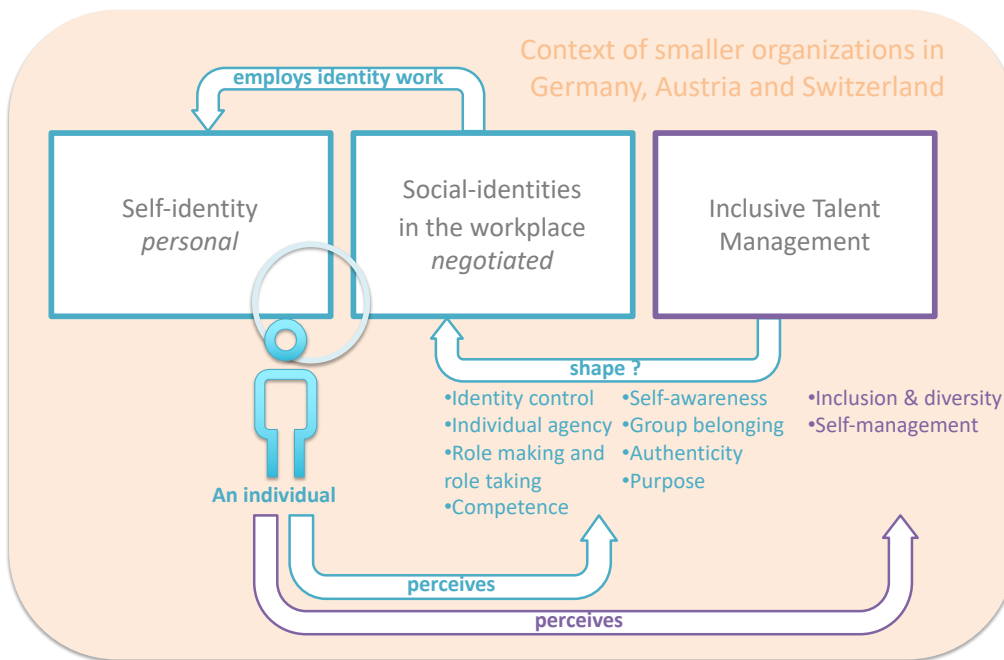 Context of smaller organizations in
Germany, Austria and Switzerland
employs identity work
Self-identity
personal
Social-identities
in the workplace
negotiated
Inclusive Talent
Management
shape ?
•Identity control
•Individual agency
•Role making and
role taking
•Competence
•Self-awareness
•Group belonging
•Authenticity
•Purpose
•Inclusion & diversity
•Self-management
An individual
perceives
perceives